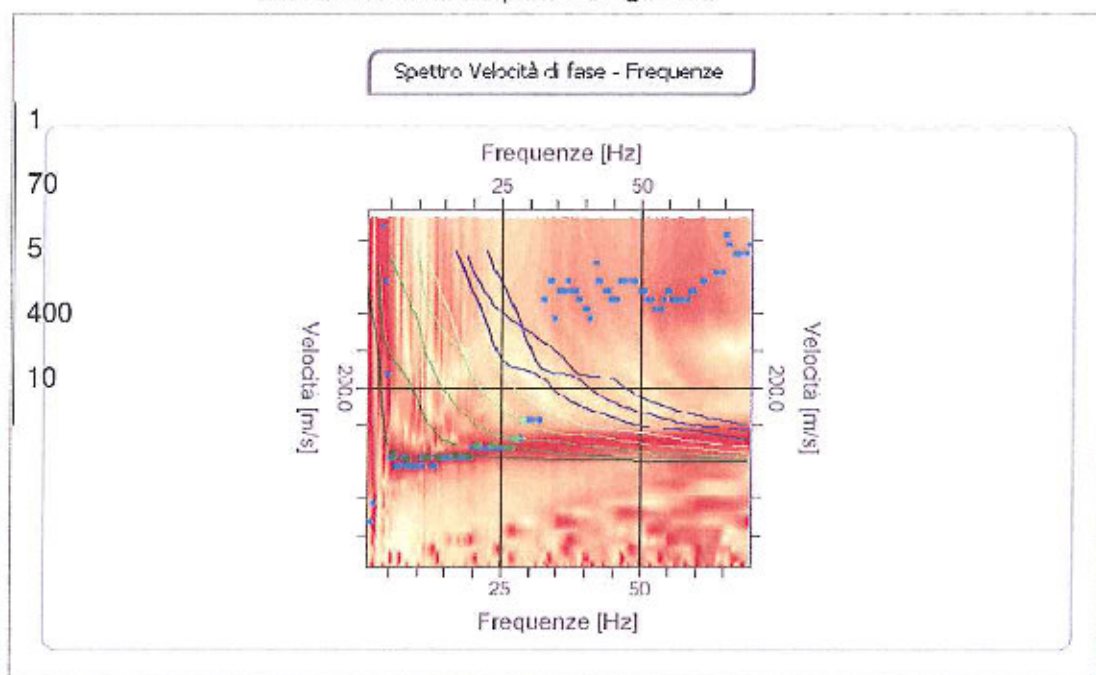 Spettro Velocità di fase - Frequenze
1
70
5
400
10
Frequenze [Hz]
25 50
Velocità [m/s]
200.0
200.0
Velocità [m/s]
25 50
Frequenze [Hz]